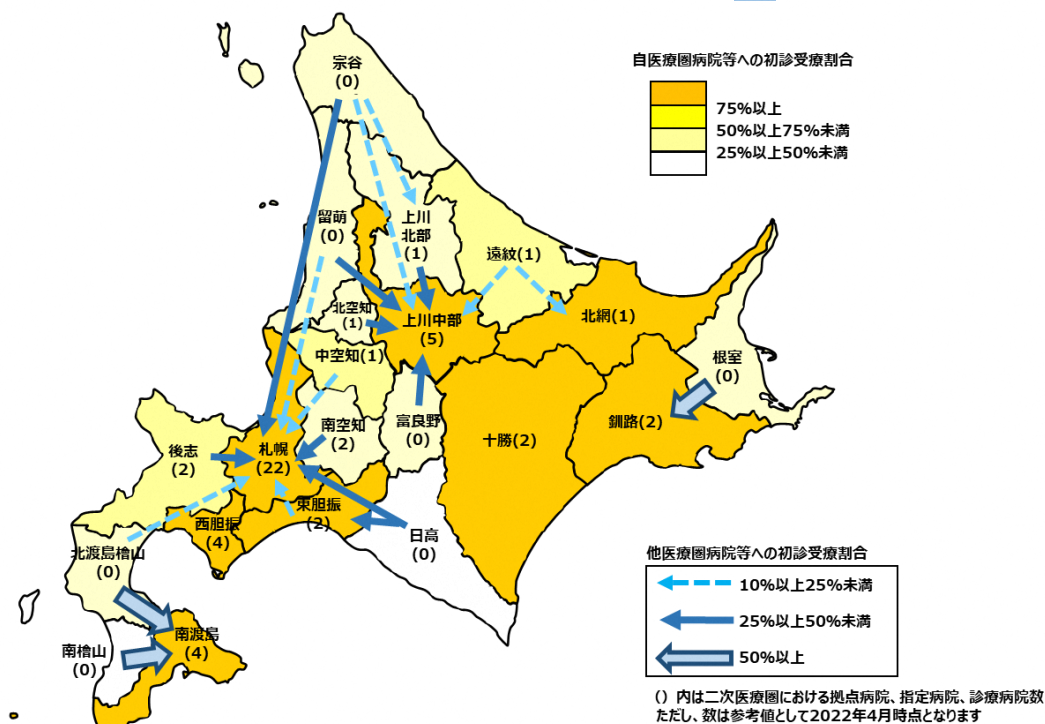 自医療圏病院等への初診受療割合
75%以上
50%以上75%未満
25%以上50%未満
宗谷
(0)
留萌
(0)
上川
北部
(1)
遠紋(1)
北空知
(1)
上川中部
(5)
北網(1)
中空知(1)
根室
(0)
南空知
(2)
富良野
(0)
十勝(2)
釧路(2)
後志
(2)
札幌
(22)
西胆振
(4)
東胆振
(2)
日高
(0)
北渡島檜山
(0)
南渡島
(4)
南檜山
(0)
他医療圏病院等への初診受療割合
10%以上25%未満
25%以上50%未満
50%以上
()内は二次医療圏における拠点病院、指定病院、診療病院数
ただし、数は参考値として2022年4月時点となります